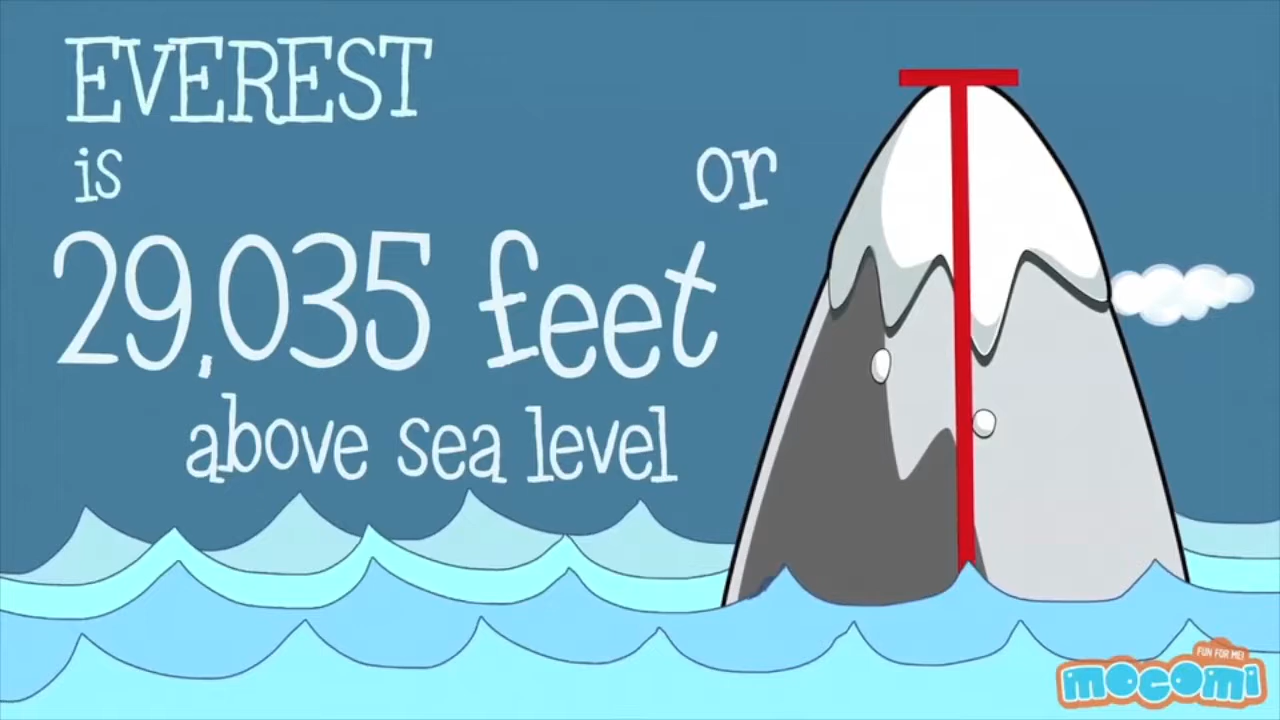 EVEREST
is
or
29,035 feet
above sea level
FUN FOR ME!
mocomi